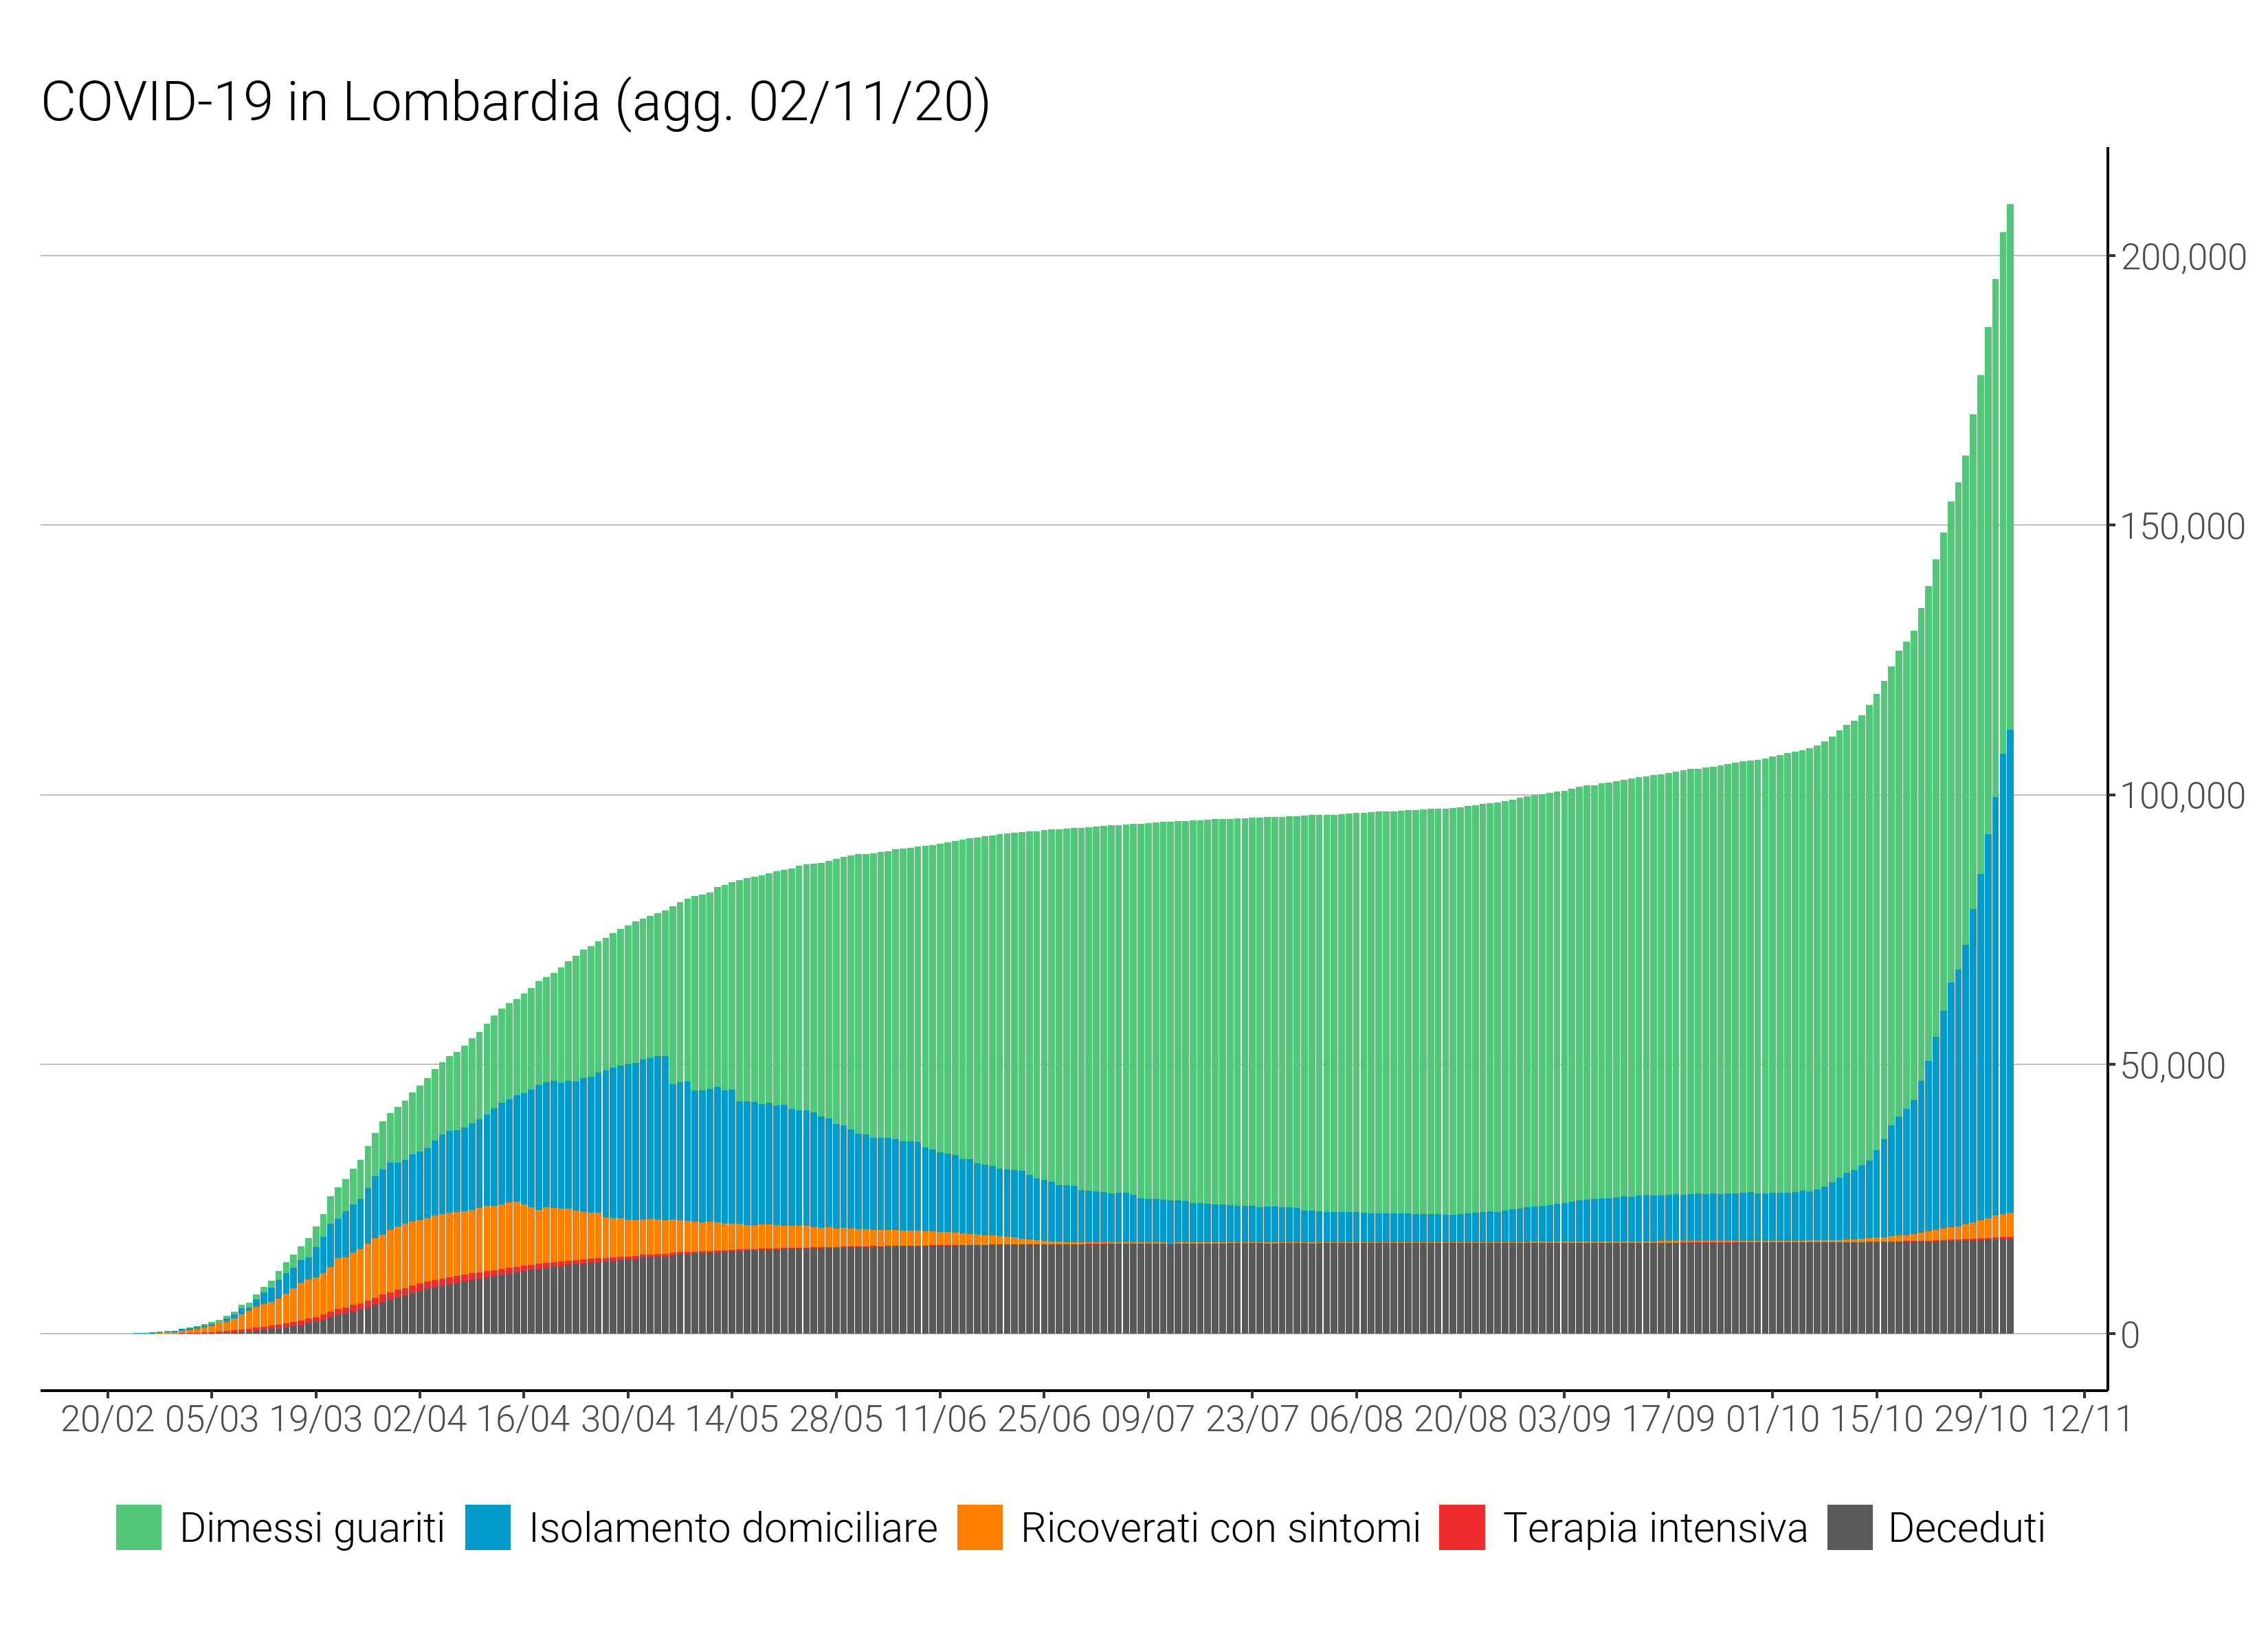 COVID-19 in Lombardia (agg. 02/11/20)
200,000
150,000
100,000
50,000
0
20/02 05/03 19/03 02/04 16/04 30/04 14/05 28/05 11/06 25/06 09/07 23/07 06/08 20/08 03/09 17/09 01/10 15/10 29/10 12/11
Dimessi guariti Isolamento domiciliare Ricoverati con sintomi Terapia intensiva Deceduti